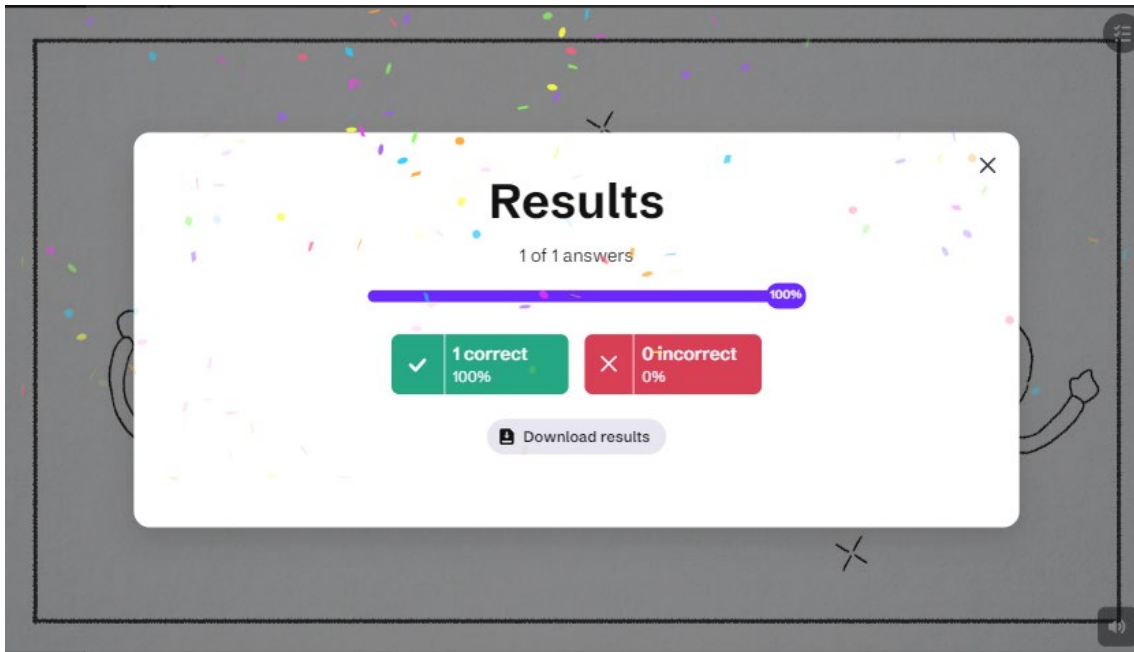 Results
1 of 1 answers
100%
1 correct
100%
0 incorrect
0%
Download results